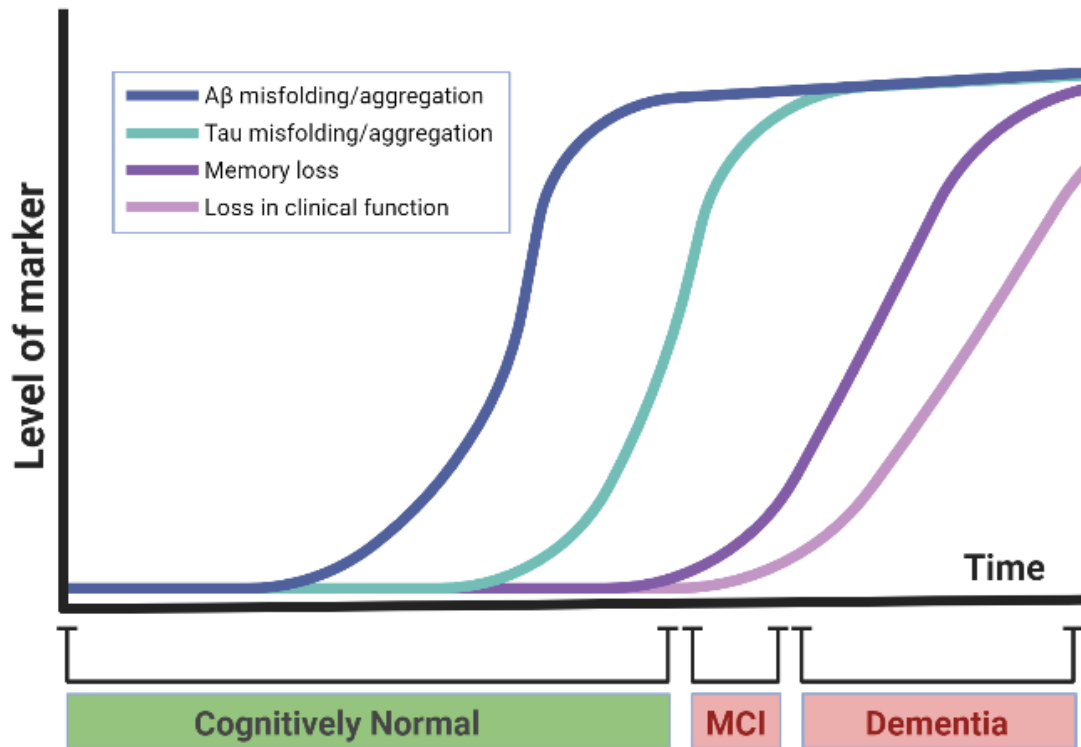 Aβ misfolding/aggregation
Tau misfolding/aggregation
Memory loss
Loss in clinical function
Level of marker
Time
Cognitively Normal
MCI
Dementia